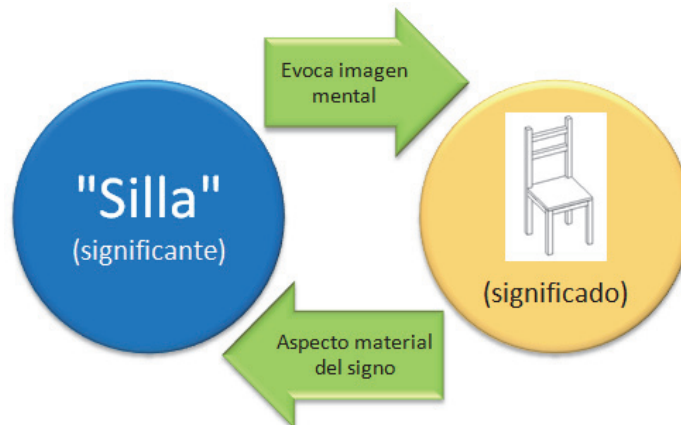 Evoca imagen
mental
"Silla"
(significante)
(significado)
Aspecto material
del signo